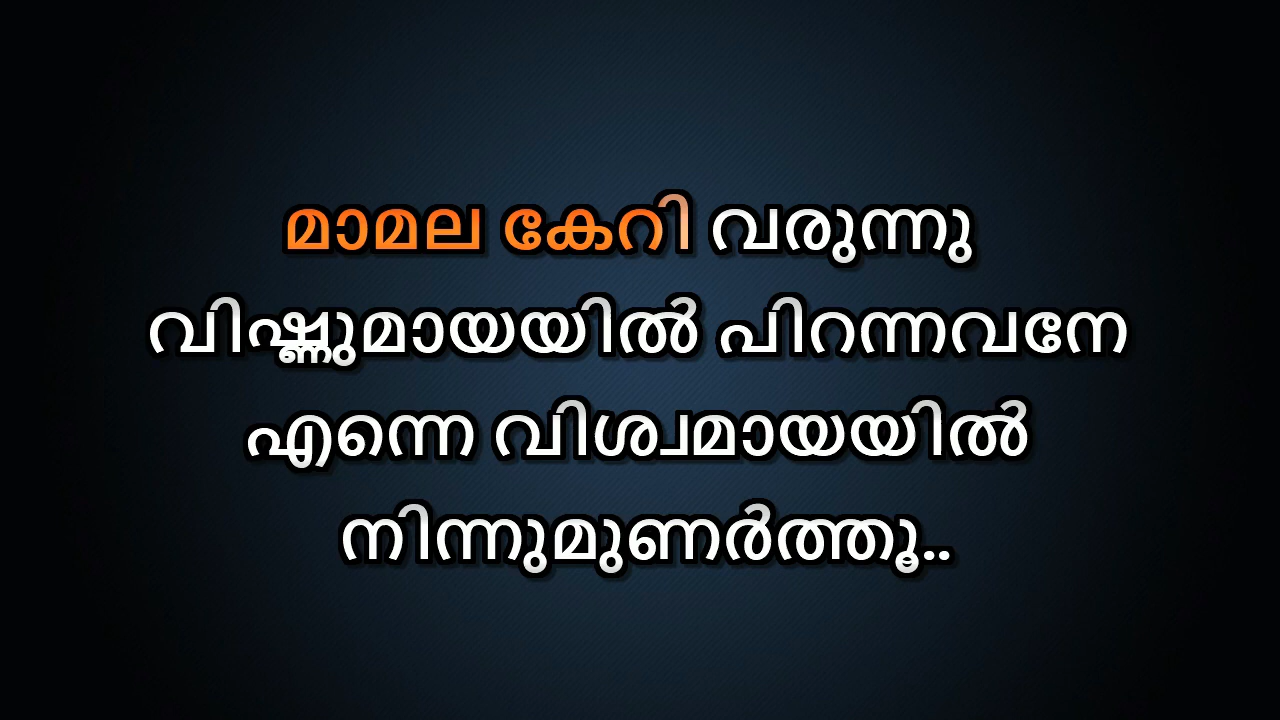 മാമല കേറി വരുന്നു
വിഷ്ണുമായയിൽ പിറന്നവനേ
എന്നെ വിശ്വമായയിൽ
നിന്നുമുണർത്തൂ..